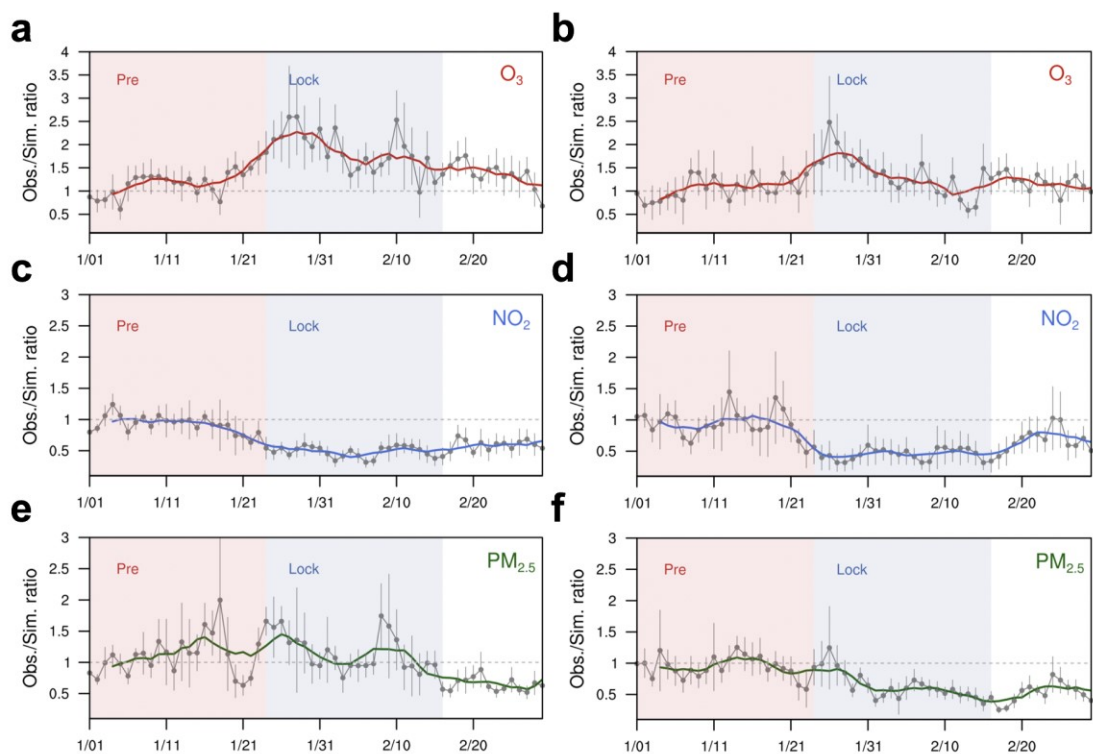 a
4
3.5
3
2.5
2
1.5
1
0.5
Obs./Sim. ratio
Pre
Lock
O₃
1/01 1/11 1/21 1/31 2/10 2/20
b
4
3.5
3
2.5
2
1.5
1
0.5
Obs./Sim. ratio
Pre
Lock
O₃
1/01 1/11 1/21 1/31 2/10 2/20
c
3
2.5
2
1.5
1
0.5
Obs./Sim. ratio
Pre
Lock
NO₂
1/01 1/11 1/21 1/31 2/10 2/20
d
3
2.5
2
1.5
1
0.5
Obs./Sim. ratio
Pre
Lock
NO₂
1/01 1/11 1/21 1/31 2/10 2/20
e
3
2.5
2
1.5
1
0.5
Obs./Sim. ratio
Pre
Lock
PM₂.₅
1/01 1/11 1/21 1/31 2/10 2/20
f
3
2.5
2
1.5
1
0.5
Obs./Sim. ratio
Pre
Lock
PM₂.₅
1/01 1/11 1/21 1/31 2/10 2/20